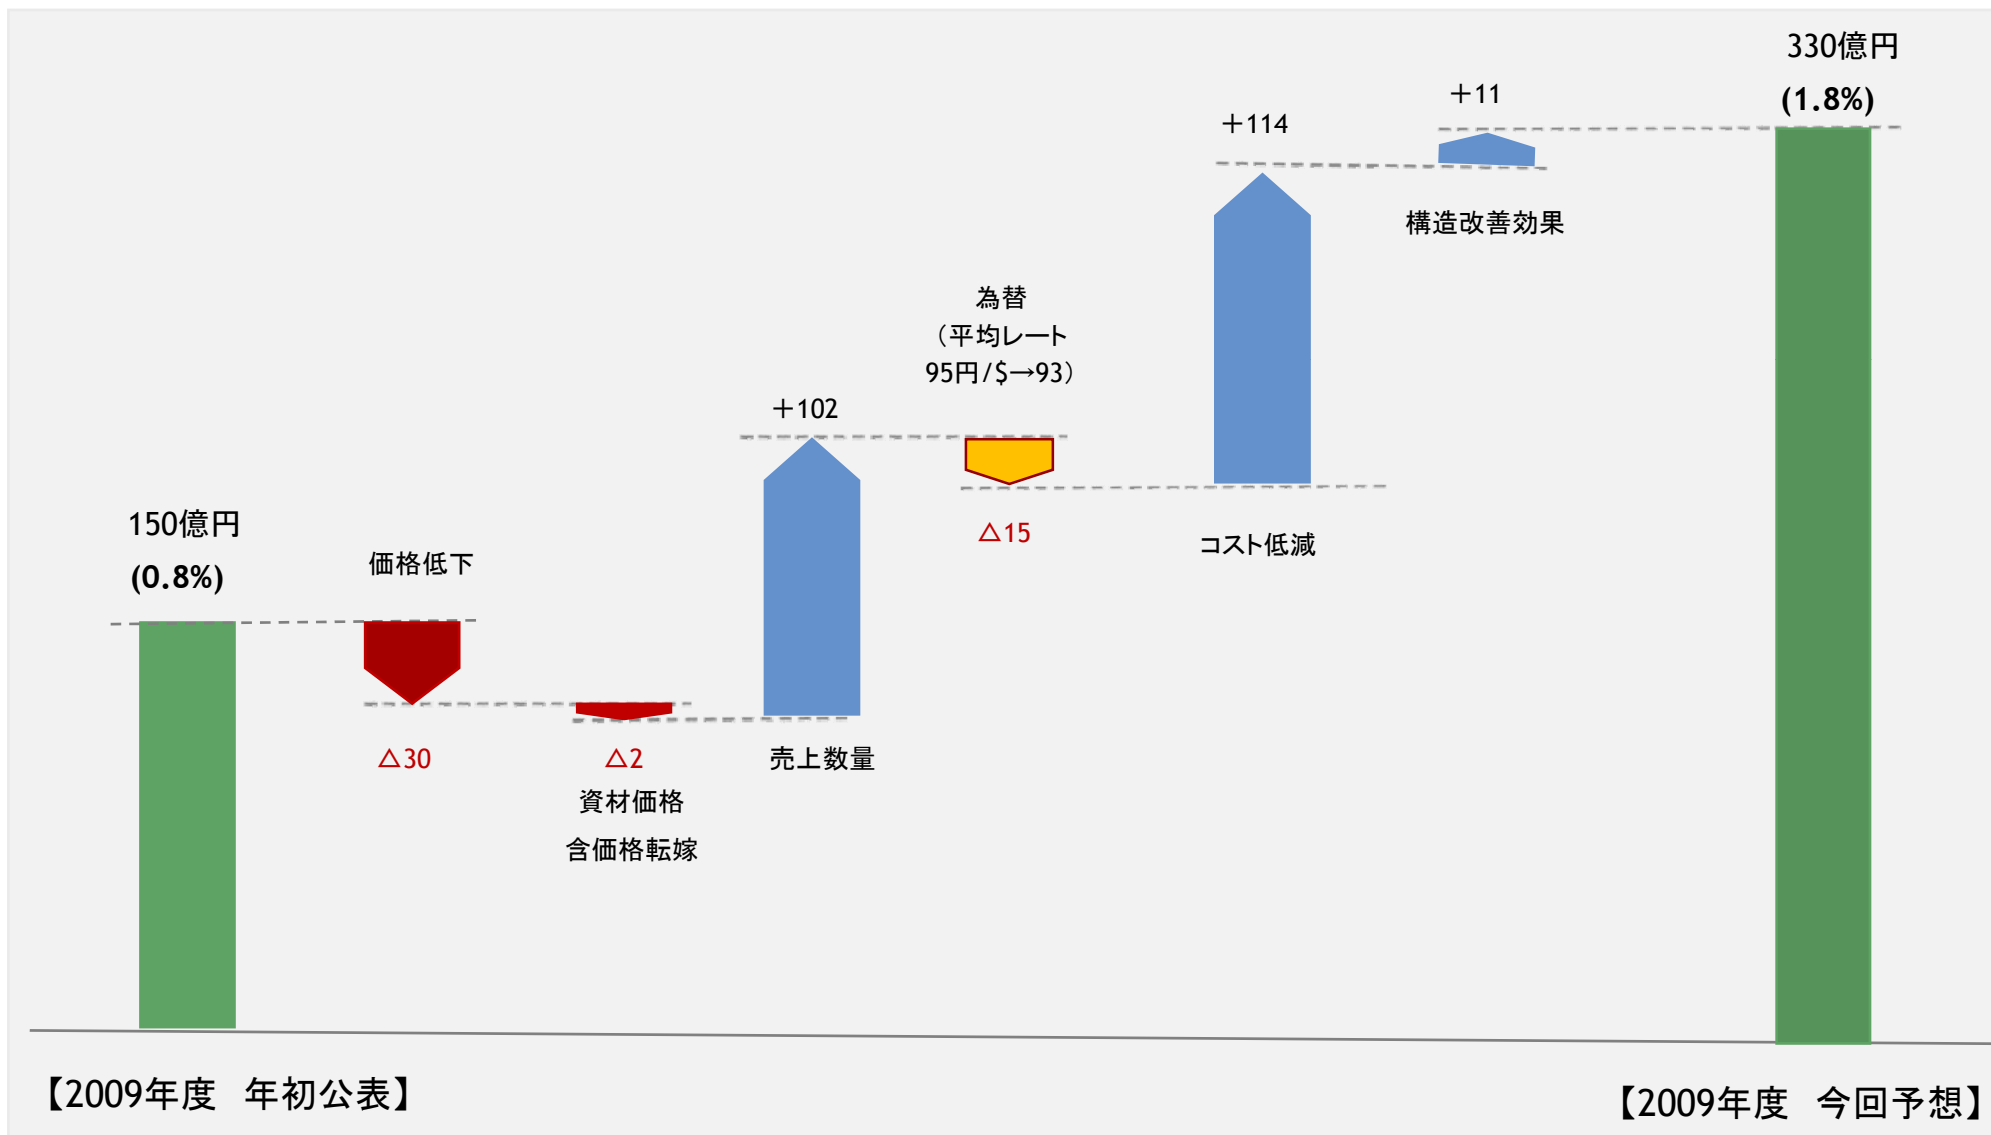 330億円
(1.8%)
+11
+114
構造改善効果
為替
(平均レート
95円/$→93)
+102
150億円
(0.8%)
価格低下
△15
コスト低減
△30
△2
売上数量
資材価格
含価格転嫁
【2009年度　年初公表】
【2009年度　今回予想】